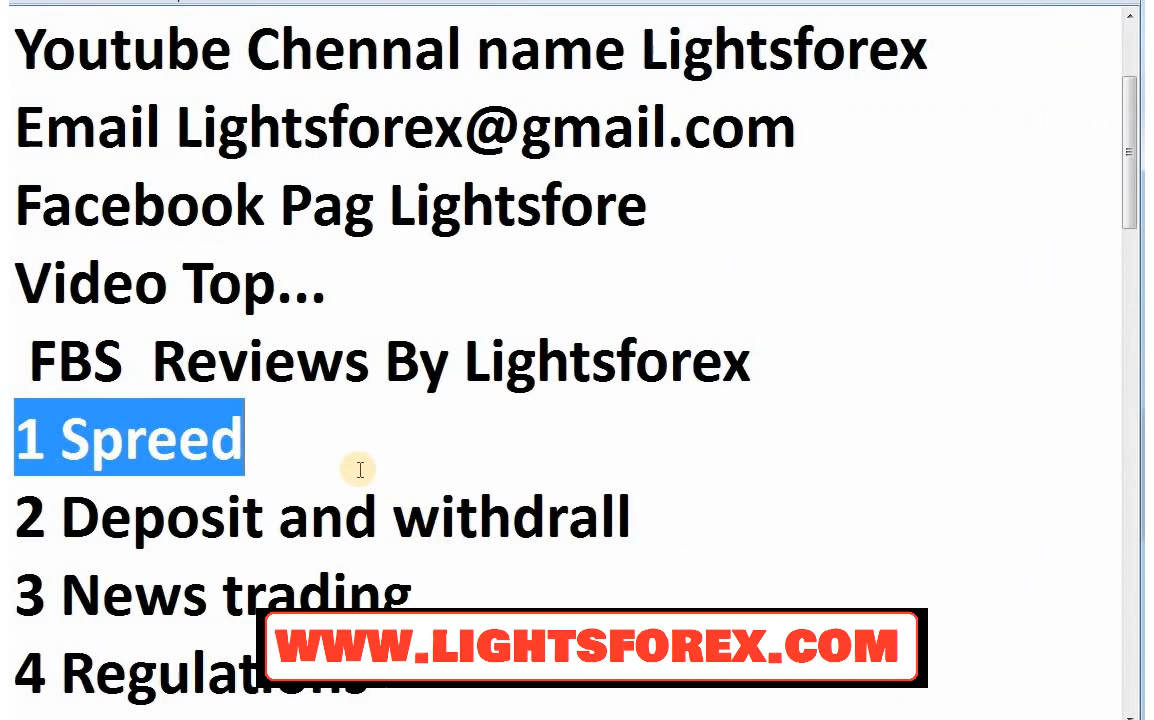 Youtube Chennal name Lightsforex
Email Lightsforex@gmail.com
Facebook Pag Lightsfore
Video Top...
FBS Reviews By Lightsforex
1 Spreed
2 Deposit and withdrall
3 News trading
4 Regulations
WWW.LIGHTSFOREX.COM